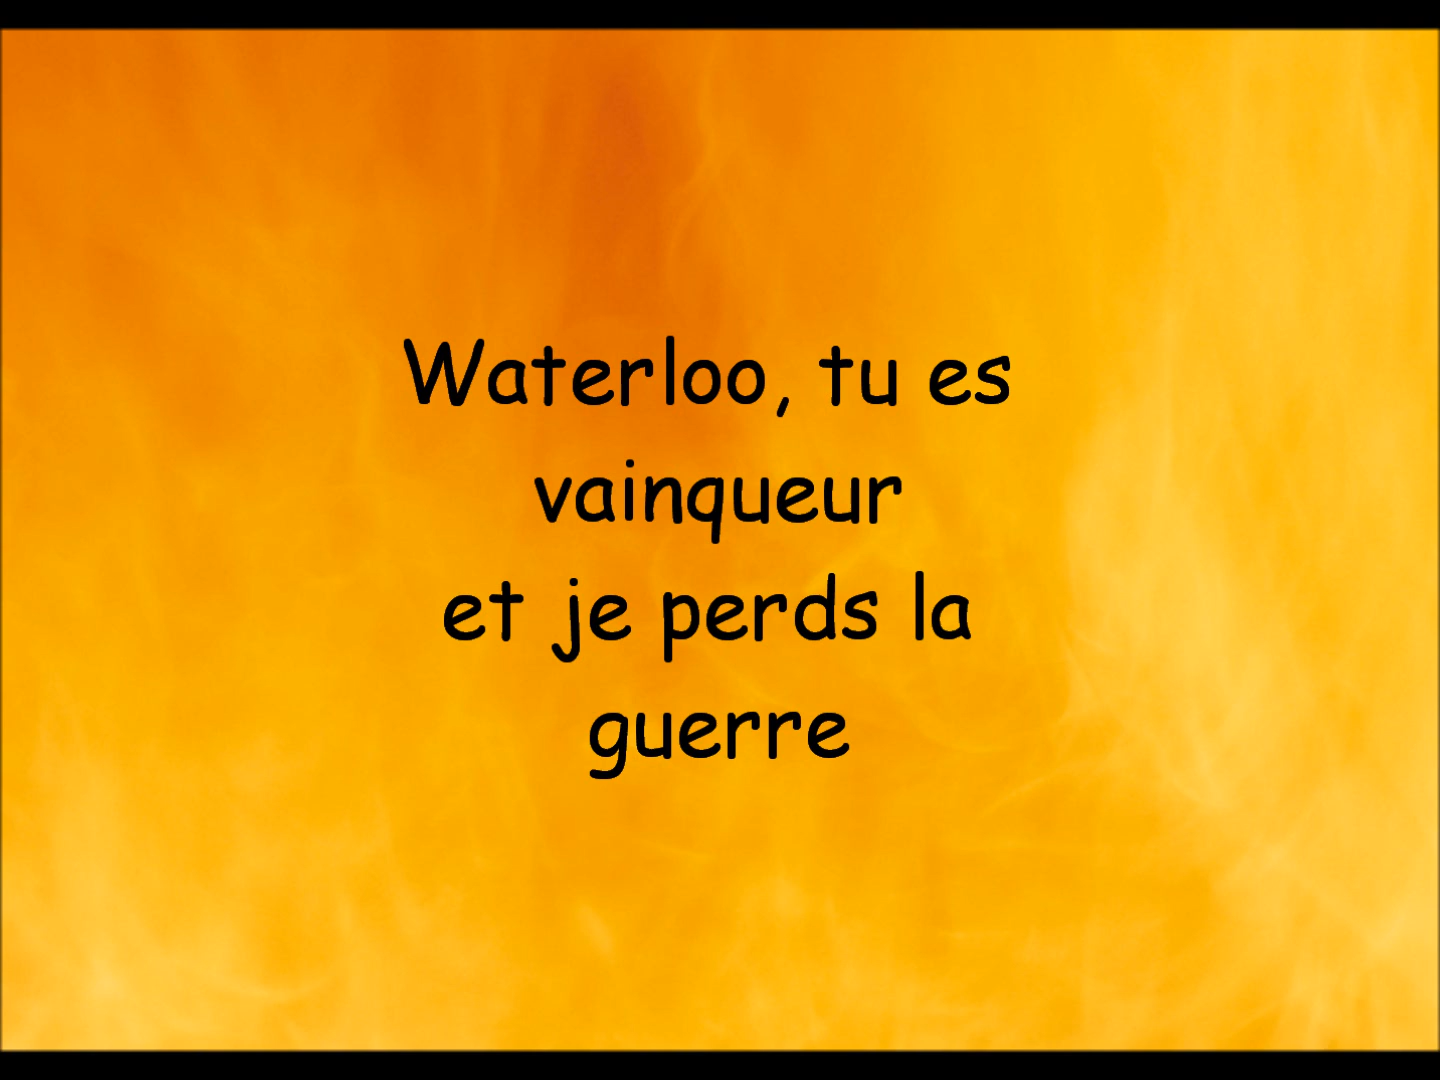 Waterloo, tu es
vainqueur
et je perds la
guerre